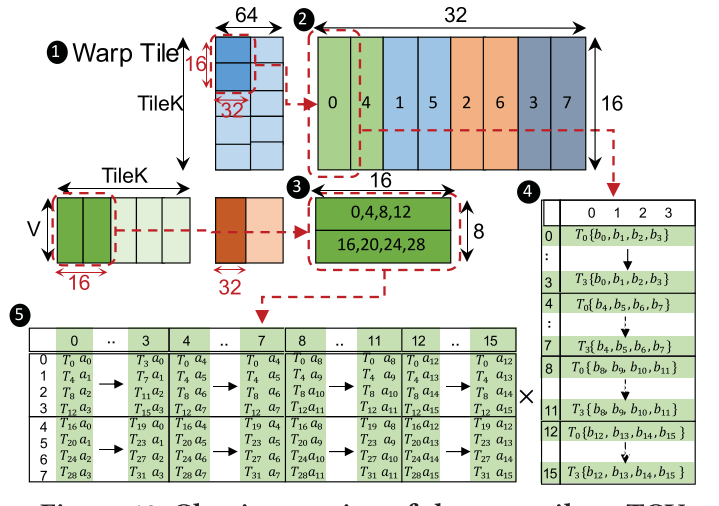 64
32
1 Warp Tile
2
16
TileK
32
0 4 1 5 2 6 3 7
16
TileK
3
16
4
V
0,4,8,12
16,20,24,28
8
16
32
0 1 2 3
0 T0{b0,b1,b2,b3}
:
3 T3{b0,b1,b2,b3}
4 T0{b4,b5,b6,b7}
:
7 T3{b4,b5,b6,b7}
8 T0{b8, b9, b10, b11}
11 T3{b8, b9, b10, b11}
12 T0{b12, b13, b14, b15 }
15 T3{b12, b13, b14, b15 }
5
0 .. 3 4 .. 7 8 .. 11 12 .. 15
0 T0 a0 T3 a0 T0 a4 T0 a4 T0 a8 T0 a8 T0 a12 T0 a12
1 T4 a1 T7 a1 T4 a5 T4 a5 T4 a9 T4 a9 T4 a13 T4 a13
2 T8 a2 T11 a2 T8 a6 T8 a6 T8 a10 T8 a10 T8 a14 T8 a14
3 T12 a3 T15 a3 T12 a7 T12 a7 T12 a11 T12 a11 T12 a15 T12 a15
4 T16 a0 T19 a0 T16 a4 T19 a4 T16 a8 T19 a8 T16 a12 T19 a12
5 T20 a1 T23 a1 T20 a5 T23 a5 T20 a9 T23 a9 T20 a13 T23 a13
6 T24 a2 T27 a2 T24 a6 T27 a6 T24 a10 T27 a10 T24 a14 T27 a14
7 T28 a3 T31 a3 T28 a7 T31 a7 T28 a11 T31 a11 T28 a15 T31 a15
×